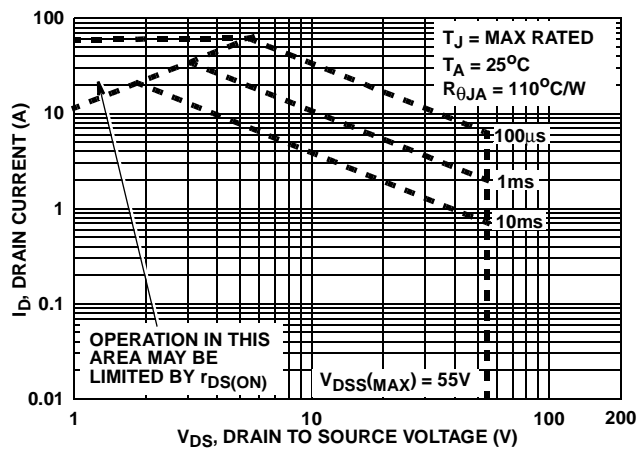 100
10
1
0.1
0.01
I_D, DRAIN CURRENT (A)
T_J = MAX RATED
T_A = 25°C
R_θJA = 110°C/W
100μs
1ms
10ms
OPERATION IN THIS
AREA MAY BE
LIMITED BY r_DS(ON)
V_DSS(MAX) = 55V
1
10
100
200
V_DS, DRAIN TO SOURCE VOLTAGE (V)